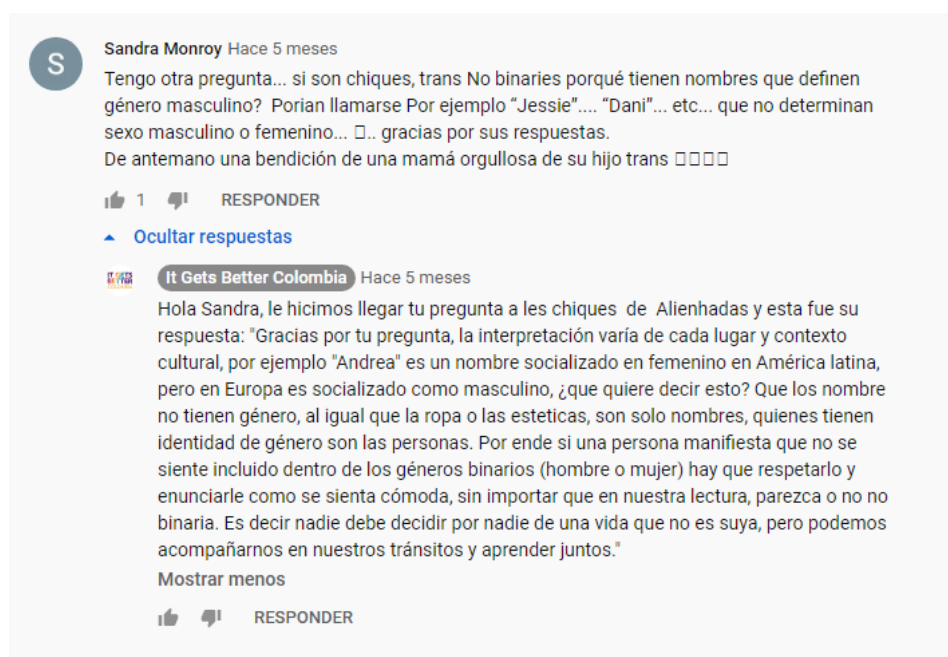 S
Sandra Monroy Hace 5 meses
Tengo otra pregunta... si son chiques, trans No binaries porqué tienen nombres que definen
género masculino? Porian llamarse Por ejemplo “Jessie”.... “Dani”... etc... que no determinan
sexo masculino o femenino... □.. gracias por sus respuestas.
De antemano una bendición de una mamá orgullosa de su hijo trans □□□□
1 RESPONDER
Ocultar respuestas
IT GETS
BETTER
COLOMBIA
It Gets Better Colombia Hace 5 meses
Hola Sandra, le hicimos llegar tu pregunta a les chiques de Alienhadas y esta fue su
respuesta: "Gracias por tu pregunta, la interpretación varía de cada lugar y contexto
cultural, por ejemplo "Andrea" es un nombre socializado en femenino en América latina,
pero en Europa es socializado como masculino, ¿que quiere decir esto? Que los nombre
no tienen género, al igual que la ropa o las esteticas, son solo nombres, quienes tienen
identidad de género son las personas. Por ende si una persona manifiesta que no se
siente incluido dentro de los géneros binarios (hombre o mujer) hay que respetarlo y
enunciarle como se sienta cómoda, sin importar que en nuestra lectura, parezca o no no
binaria. Es decir nadie debe decidir por nadie de una vida que no es suya, pero podemos
acompañarnos en nuestros tránsitos y aprender juntos."
Mostrar menos
RESPONDER